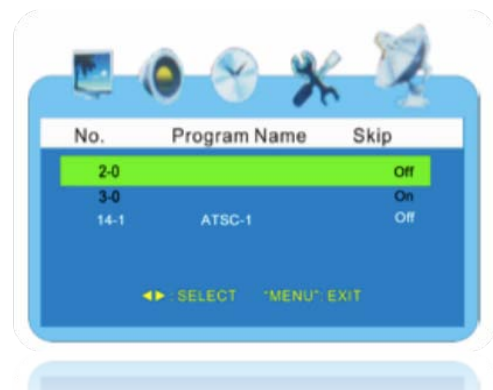 No. Program Name Skip
2-0 Off
3-0 On
14-1 ATSC-1 Off
◄► : SELECT "MENU": EXIT